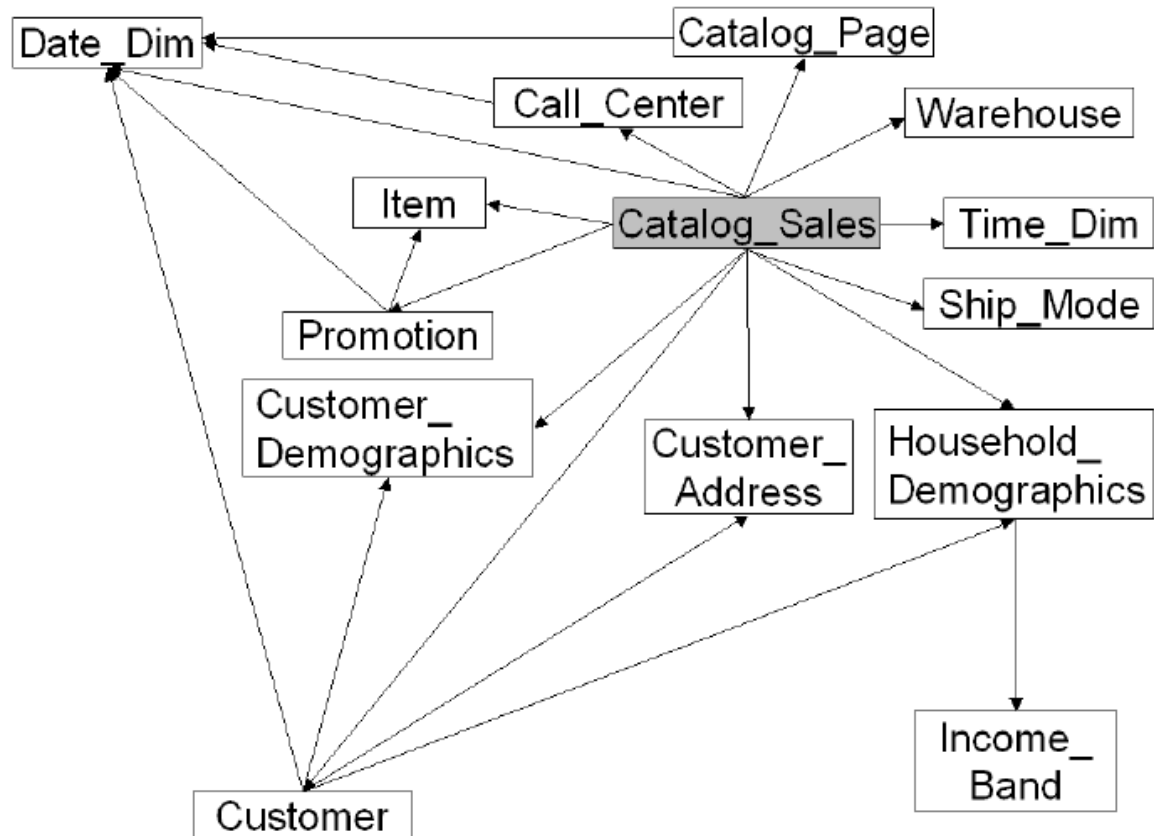 Date_Dim
Catalog_Page
Call_Center
Warehouse
Item
Catalog_Sales
Time_Dim
Ship_Mode
Promotion
Customer_
Demographics
Customer_
Address
Household_
Demographics
Income_
Band
Customer